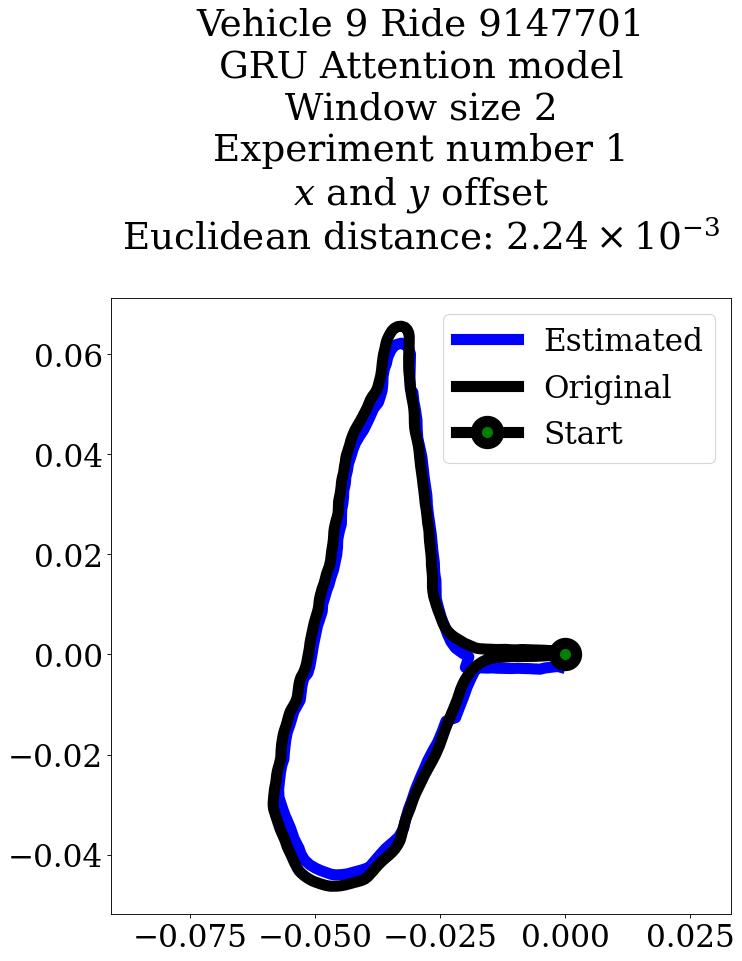 Vehicle 9 Ride 9147701
GRU Attention model
Window size 2
Experiment number 1
x and y offset
Euclidean distance: 2.24 × 10⁻³
Estimated
Original
Start
0.06
0.04
0.02
0.00
−0.02
−0.04
−0.075 −0.050 −0.025 0.000 0.025